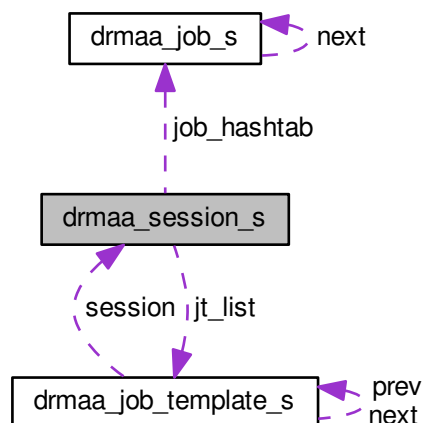 drmaa_job_s
next
job_hashtab
drmaa_session_s
session
jt_list
drmaa_job_template_s
prev
next